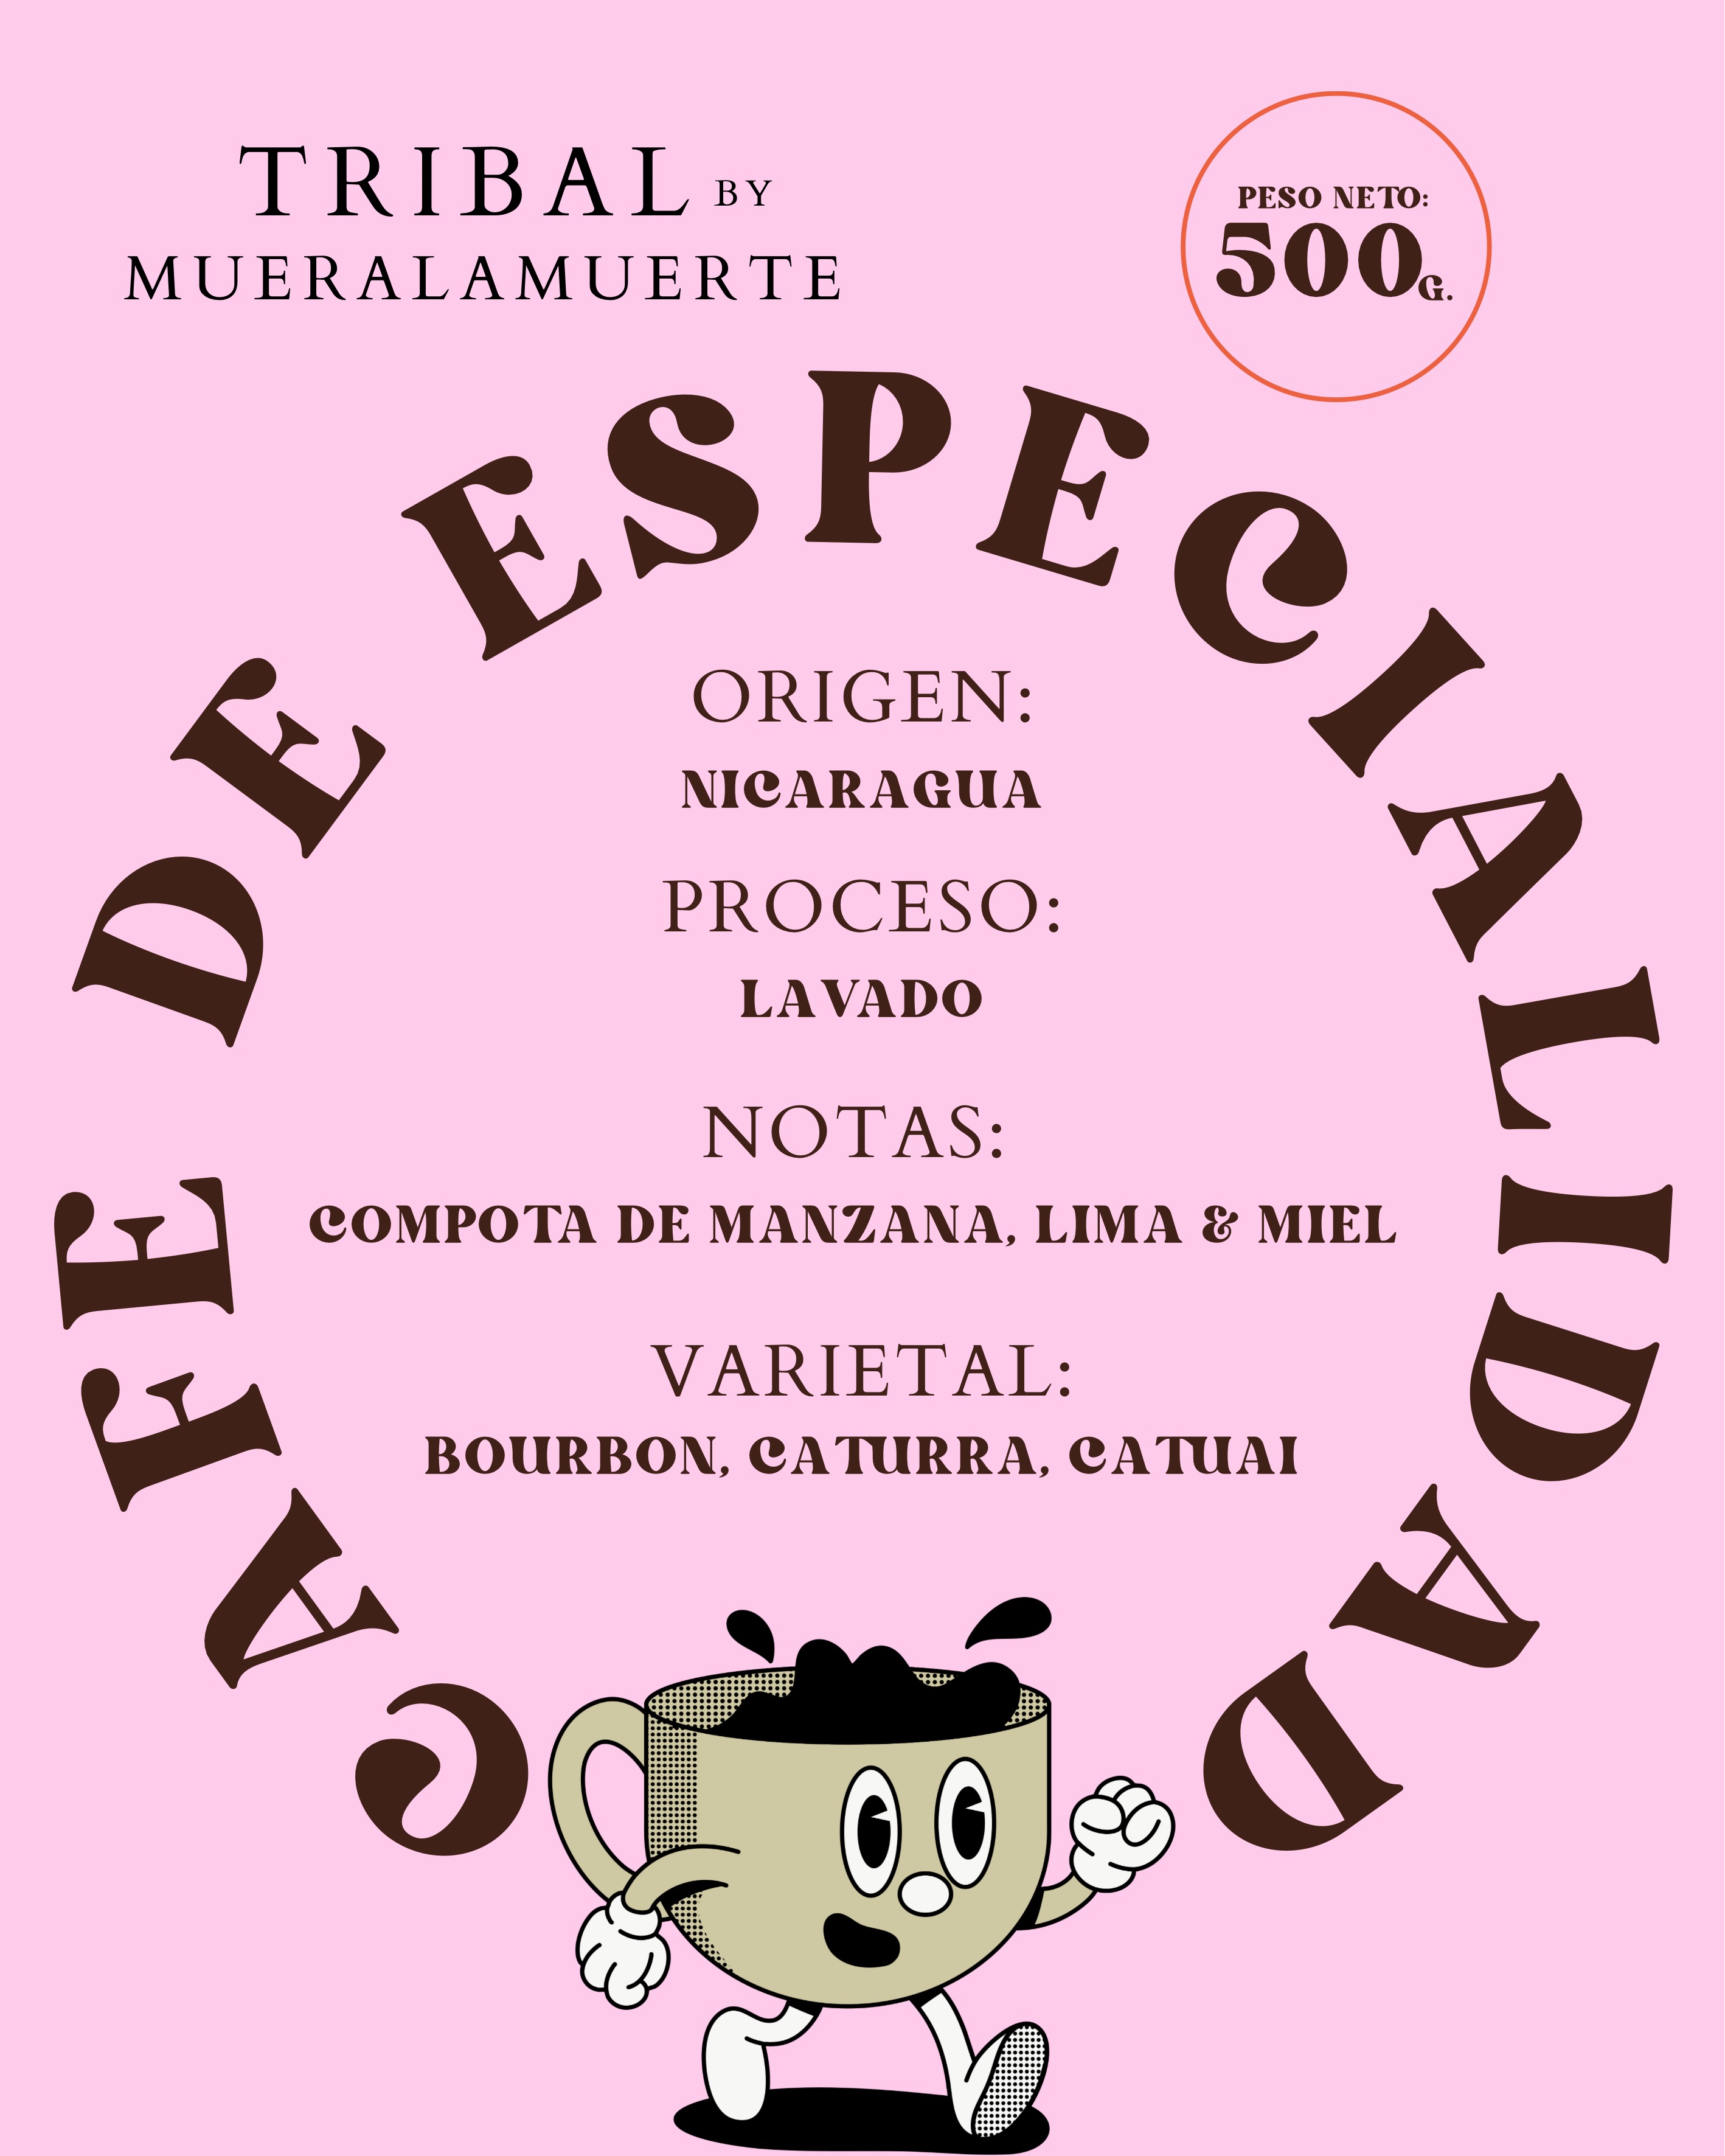 TRIBAL BY
MUERALAMUERTE
PESO NETO:
500G.
CAFE DE ESPECIALIDAD
ORIGEN:
NICARAGUA
PROCESO:
LAVADO
NOTAS:
COMPOTA DE MANZANA, LIMA & MIEL
VARIETAL:
BOURBON, CATURRA, CATUAI